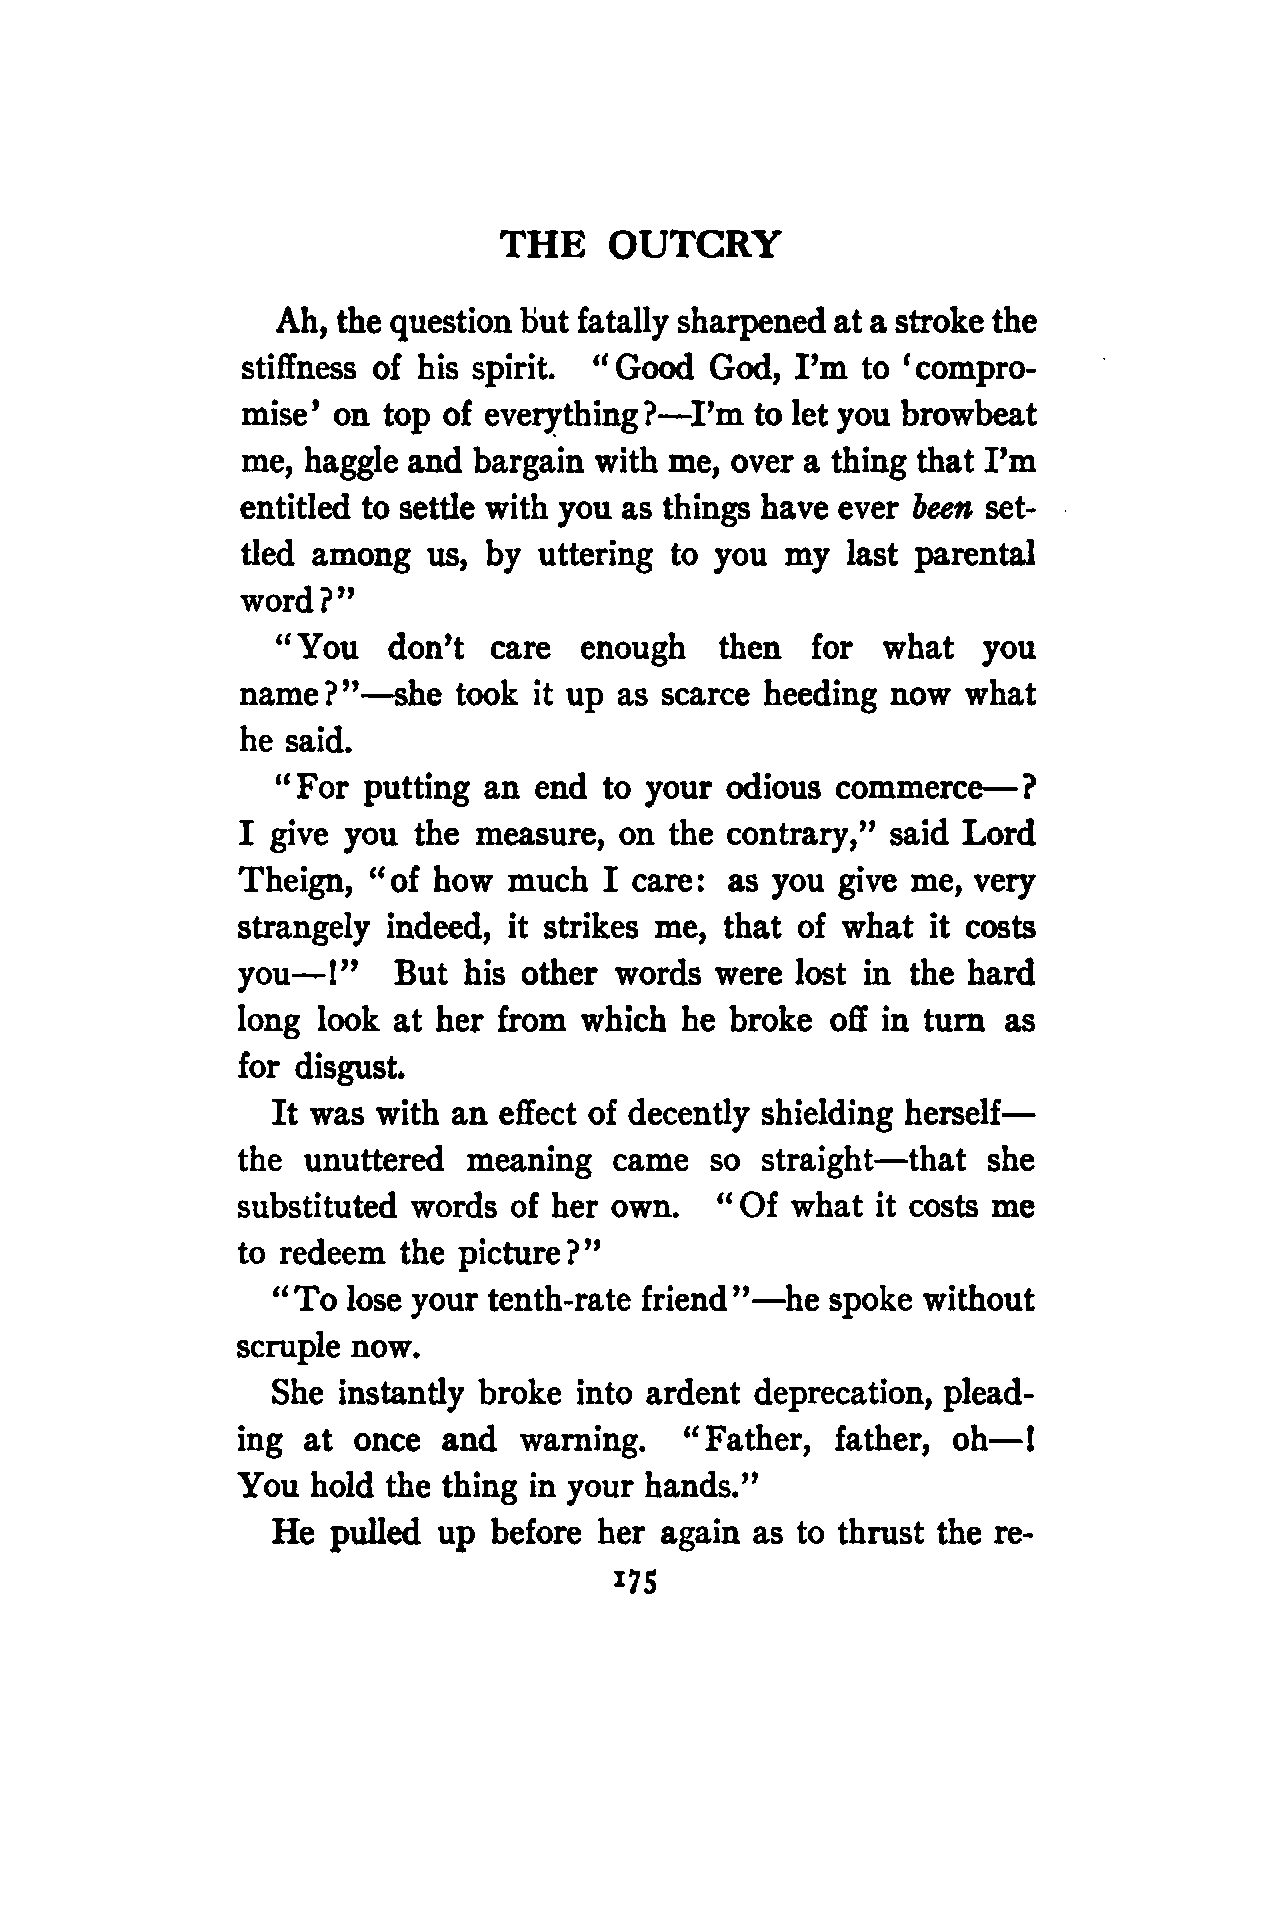 THE OUTCRY
Ah, the question but fatally sharpened at a stroke the
stiffness of his spirit. "Good God, I'm to 'compro-
mise' on top of everything?—I'm to let you browbeat
me, haggle and bargain with me, over a thing that I'm
entitled to settle with you as things have ever been set-
tled among us, by uttering to you my last parental
word?"
"You don't care enough then for what you
name?"—she took it up as scarce heeding now what
he said.
"For putting an end to your odious commerce—?
I give you the measure, on the contrary," said Lord
Theign, "of how much I care: as you give me, very
strangely indeed, it strikes me, that of what it costs
you—!" But his other words were lost in the hard
long look at her from which he broke off in turn as
for disgust.
It was with an effect of decently shielding herself—
the unuttered meaning came so straight—that she
substituted words of her own. "Of what it costs me
to redeem the picture?"
"To lose your tenth-rate friend"—he spoke without
scruple now.
She instantly broke into ardent deprecation, plead-
ing at once and warning. "Father, father, oh—!
You hold the thing in your hands."
He pulled up before her again as to thrust the re-
175